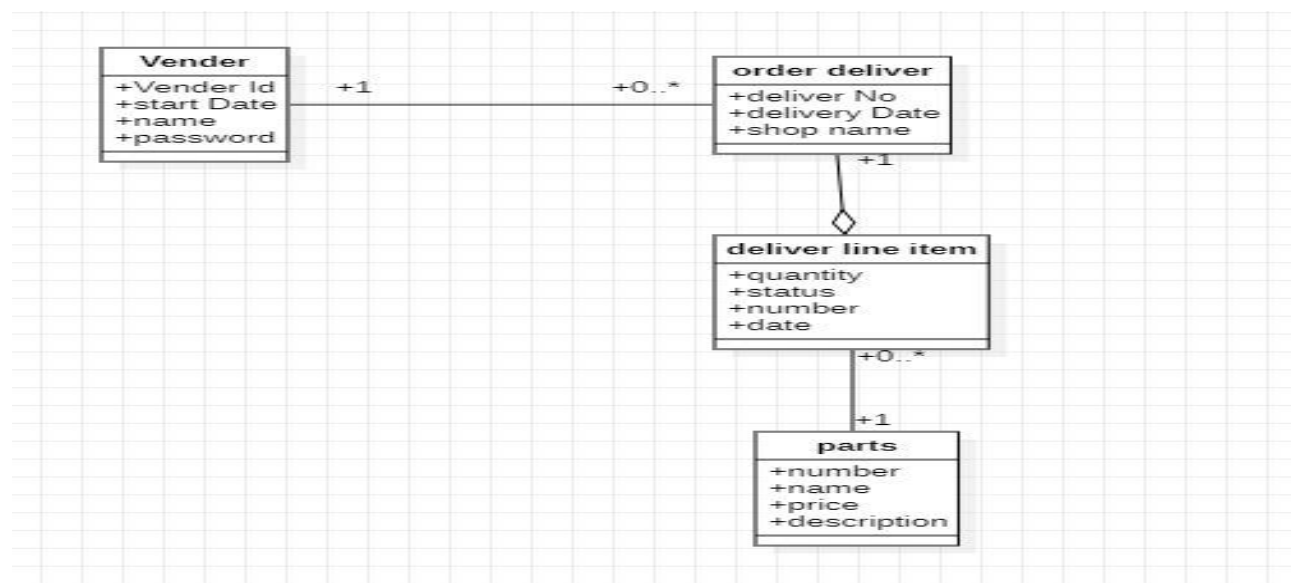 Vender
+Vender Id
+start Date
+name
+password
+1
+0..*
order deliver
+deliver No
+delivery Date
+shop name
+1
deliver line item
+quantity
+status
+number
+date
+0..*
+1
parts
+number
+name
+price
+description